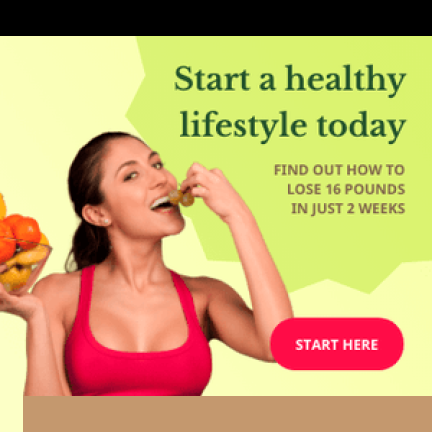 Start a healthy
lifestyle today
FIND OUT HOW TO
LOSE 16 POUNDS
IN JUST 2 WEEKS
START HERE